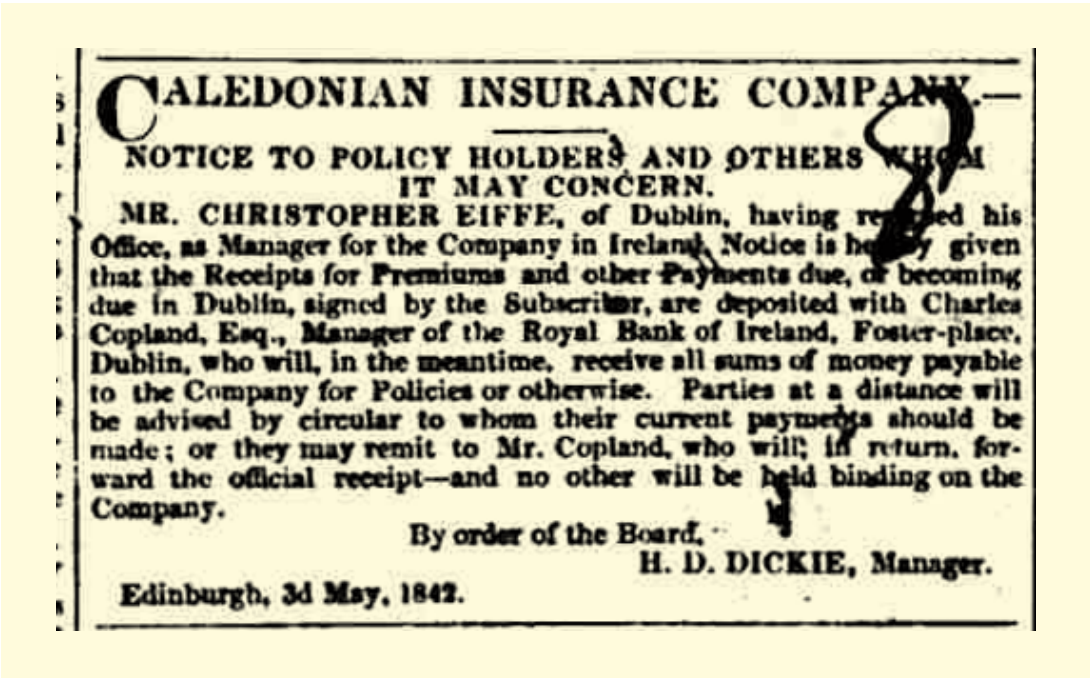 CALEDONIAN INSURANCE COMPANY.—
NOTICE TO POLICY HOLDERS AND OTHERS WHOM
IT MAY CONCERN.
MR. CHRISTOPHER EIFFE, of Dublin, having his
Office, as Manager for the Company in Ireland, Notice is hereby given
that the Receipts for Premiums and other Payments due, or becoming
due in Dublin, signed by the Subscriber, are deposited with Charles
Copland, Esq., Manager of the Royal Bank of Ireland, Foster-place,
Dublin, who will, in the meantime, receive all sums of money payable
to the Company for Policies or otherwise. Parties at a distance will
be advised by circular to whom their current payments should be
made; or they may remit to Mr. Copland, who will, in return, for-
ward the official receipt—and no other will be held binding on the
Company.
By order of the Board,
H. D. DICKIE, Manager.
Edinburgh, 3d May, 1842.